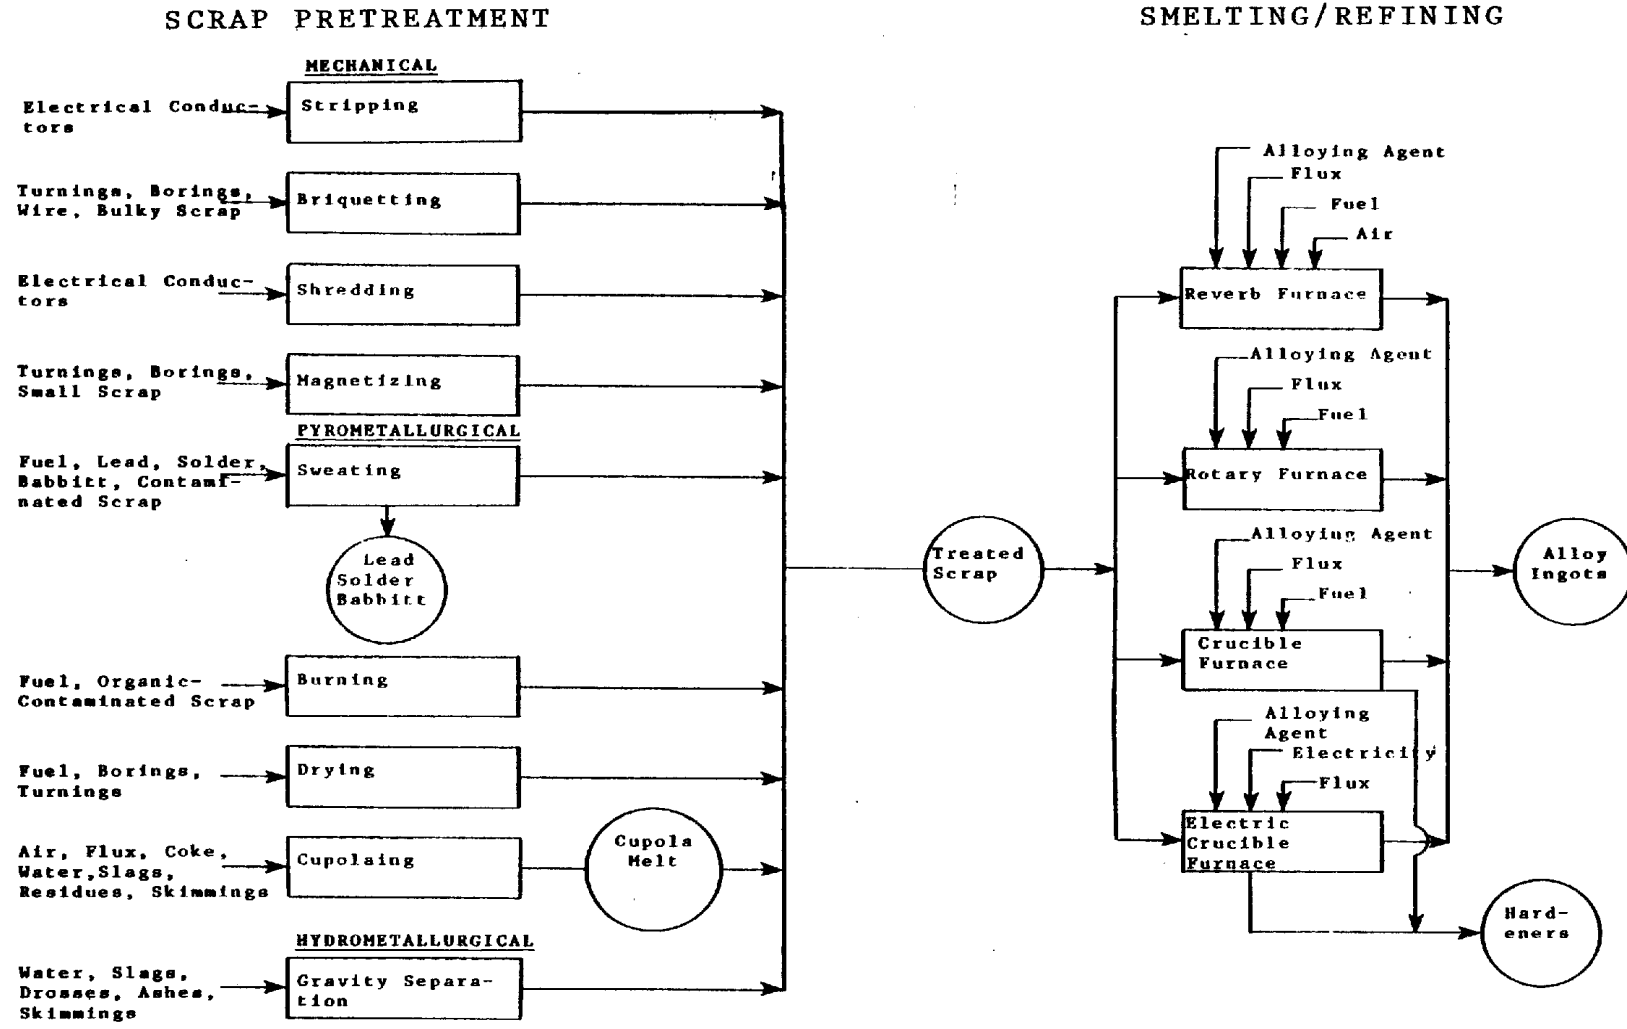 SCRAP PRETREATMENT
MECHANICAL
Electrical Conduc-
tors
Stripping
Turnings, Borings,
Wire, Bulky Scrap
Briquetting
Electrical Conduc-
tors
Shredding
Turnings, Borings,
Small Scrap
Magnetizing
PYROMETALLURGICAL
Fuel, Lead, Solder,
Babbitt, Contami-
nated Scrap
Sweating
Lead
Solder
Babbitt
Fuel, Organic-
Contaminated Scrap
Burning
Fuel, Borings,
Turnings
Drying
Air, Flux, Coke,
Water,Slags,
Residues, Skimmings
Cupolaing
Cupola
Melt
HYDROMETALLURGICAL
Water, Slags,
Drosses, Ashes,
Skimmings
Gravity Separa-
tion
Treated
Scrap
SMELTING/REFINING
Alloying Agent
Flux
Fuel
Air
Reverb Furnace
Alloying Agent
Flux
Fuel
Rotary Furnace
Alloying Agent
Flux
Fuel
Crucible
Furnace
Alloying
Agent
Electricity
Flux
Electric
Crucible
Furnace
Alloy
Ingots
Hard-
eners